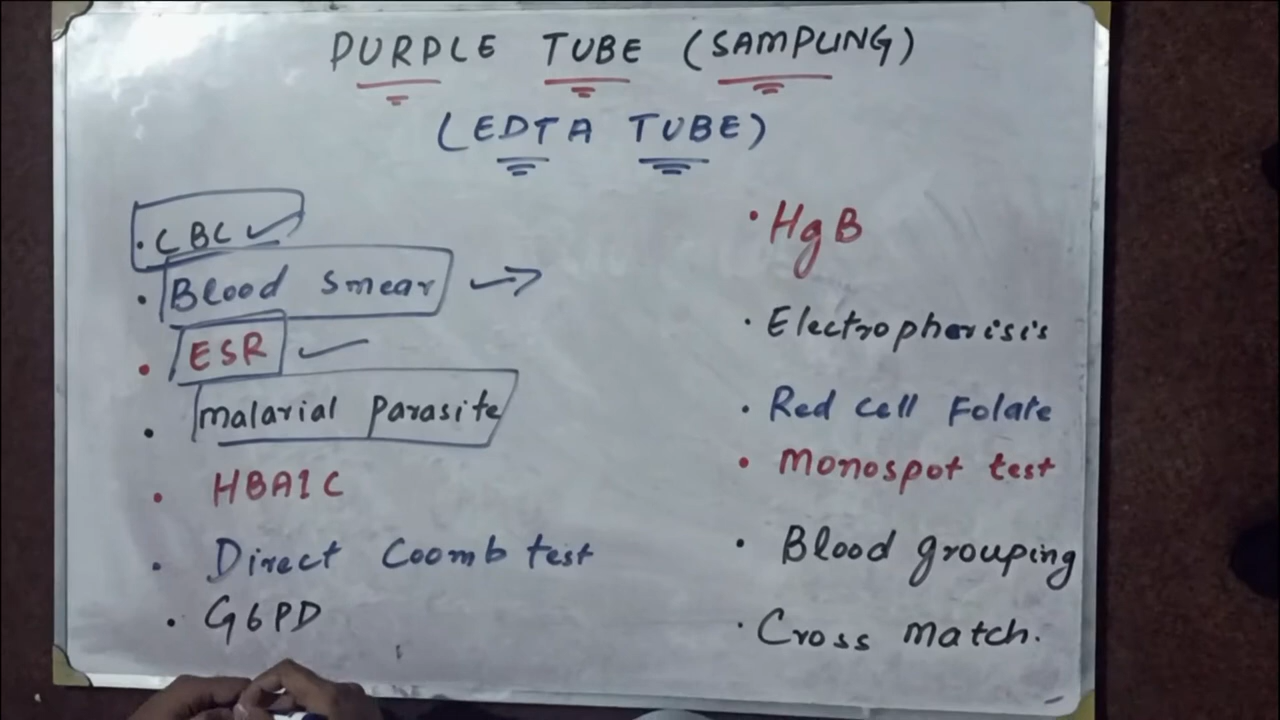 PURPLE TUBE (SAMPLING)
(EDTA TUBE)
• CBC ✓
• Blood Smear
• ESR ✓
• Malarial Parasite
• HBA1C
• Direct Coomb test
• G6PD
• HgB
• Electropherisis
• Red Cell Folate
• Monospot test
• Blood grouping
• Cross Match.